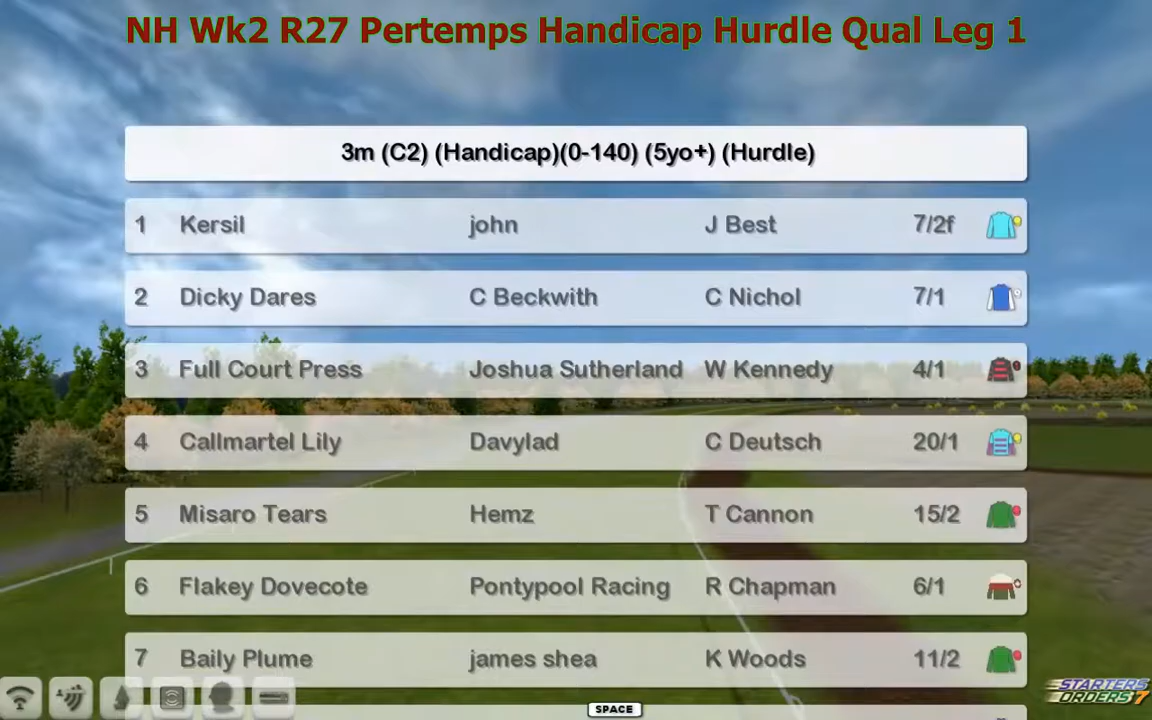 NH Wk2 R27 Pertemps Handicap Hurdle Qual Leg 1
3m (C2) (Handicap)(0-140) (5yo+) (Hurdle)
1 Kersil john J Best 7/2f
2 Dicky Dares C Beckwith C Nichol 7/1
3 Full Court Press Joshua Sutherland W Kennedy 4/1
4 Callmartel Lily Davylad C Deutsch 20/1
5 Misaro Tears Hemz T Cannon 15/2
6 Flakey Dovecote Pontypool Racing R Chapman 6/1
7 Baily Plume james shea K Woods 11/2
STARTERS ORDERS 7
SPACE